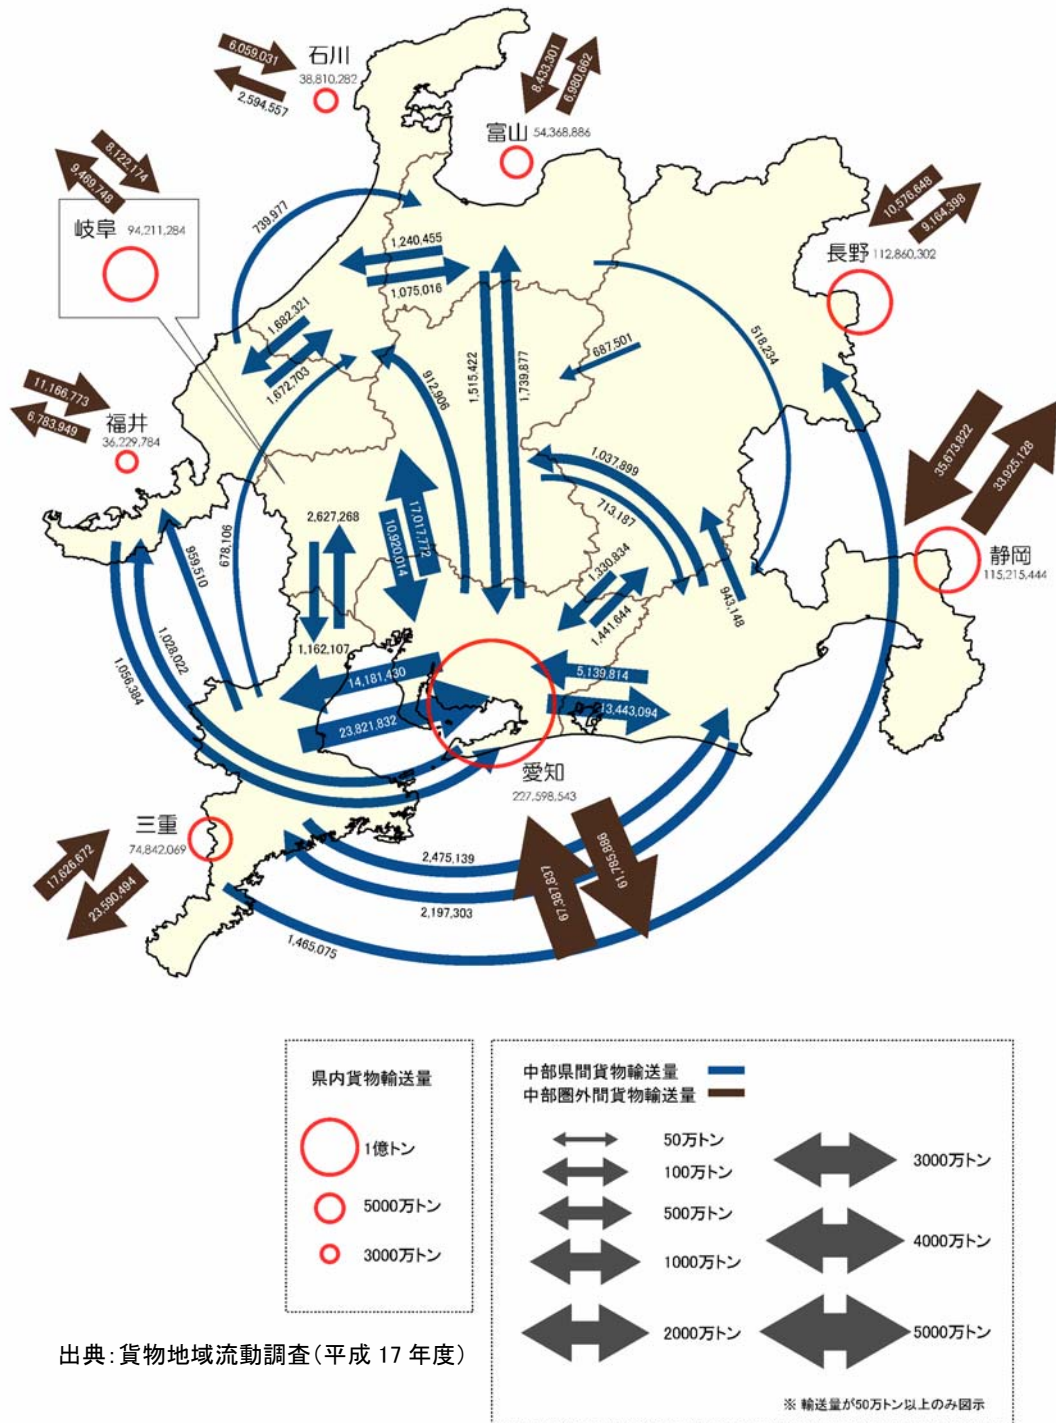 6,059,031
2,594,557
石川
38,810,282
8,433,301
6,980,662
富山 54,368,886
8,122,174
9,469,748
岐阜 94,211,284
10,576,648
9,164,398
長野 112,860,302
739,977
1,240,455
1,075,016
1,682,321
1,672,703
912,906
1,515,422
1,739,877
687,501
518,234
11,166,773
6,783,949
福井
36,229,784
35,673,822
33,925,128
静岡
115,215,444
1,037,899
713,187
2,627,268
17,017,772
10,920,014
678,106
959,510
1,330,834
1,441,644
943,148
1,162,107
1,028,022
1,056,384
14,181,430
23,821,832
5,139,814
13,443,094
愛知
227,598,543
三重
74,842,069
17,626,672
23,590,494
2,475,139
2,197,303
1,465,075
67,387,837
61,785,886
県内貨物輸送量
1億トン
5000万トン
3000万トン
中部県間貨物輸送量
中部圏外間貨物輸送量
50万トン
100万トン
500万トン
1000万トン
2000万トン
3000万トン
4000万トン
5000万トン
※ 輸送量が50万トン以上のみ図示
出典：貨物地域流動調査（平成 17 年度）